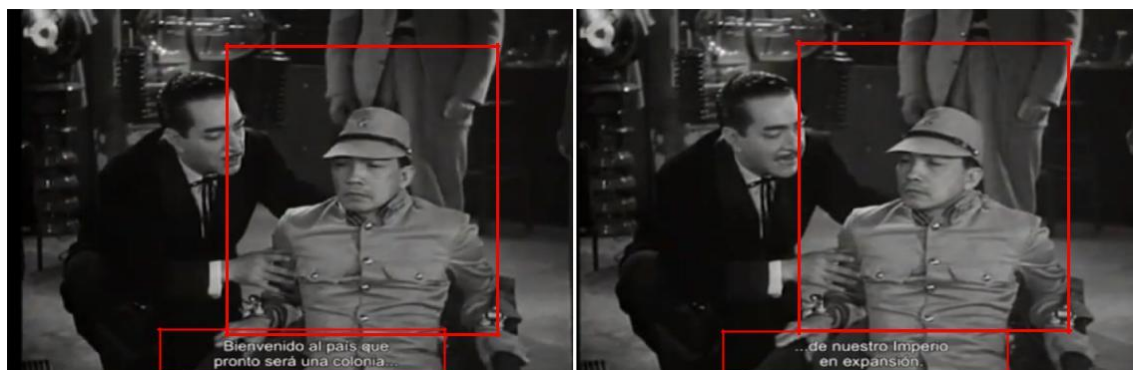 Bienvenido al país que
pronto será una colonia...
...de nuestro Imperio
en expansión.